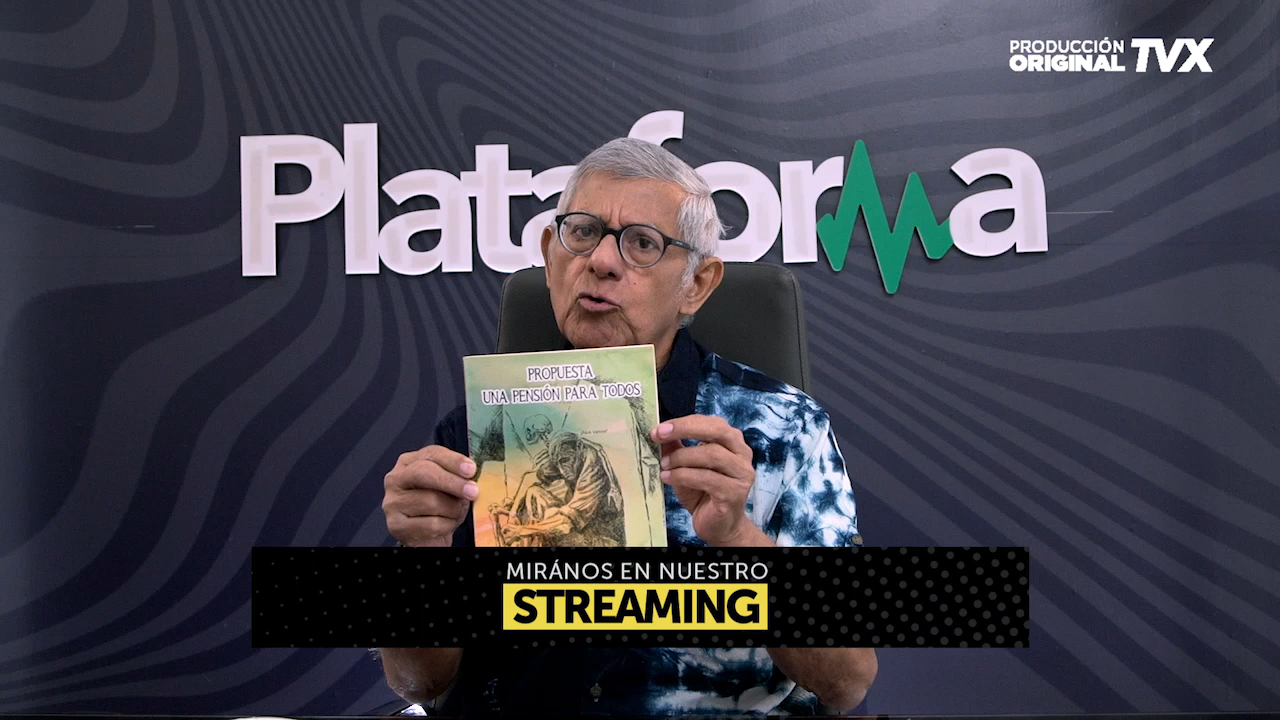 PRODUCCIÓN
ORIGINAL TVX
Plataforma
PROPUESTA
UNA PENSIÓN PARA TODOS
MIRÁNOS EN NUESTRO
STREAMING